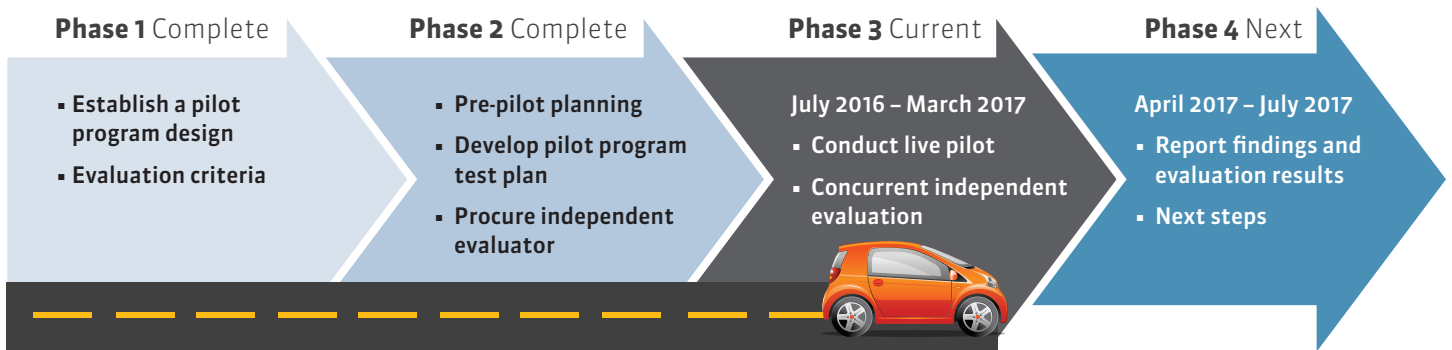 Phase 1 Complete
▪ Establish a pilot
program design
▪ Evaluation criteria
Phase 2 Complete
▪ Pre-pilot planning
▪ Develop pilot program
test plan
▪ Procure independent
evaluator
Phase 3 Current
July 2016 – March 2017
▪ Conduct live pilot
▪ Concurrent independent
evaluation
Phase 4 Next
April 2017 – July 2017
▪ Report findings and
evaluation results
▪ Next steps